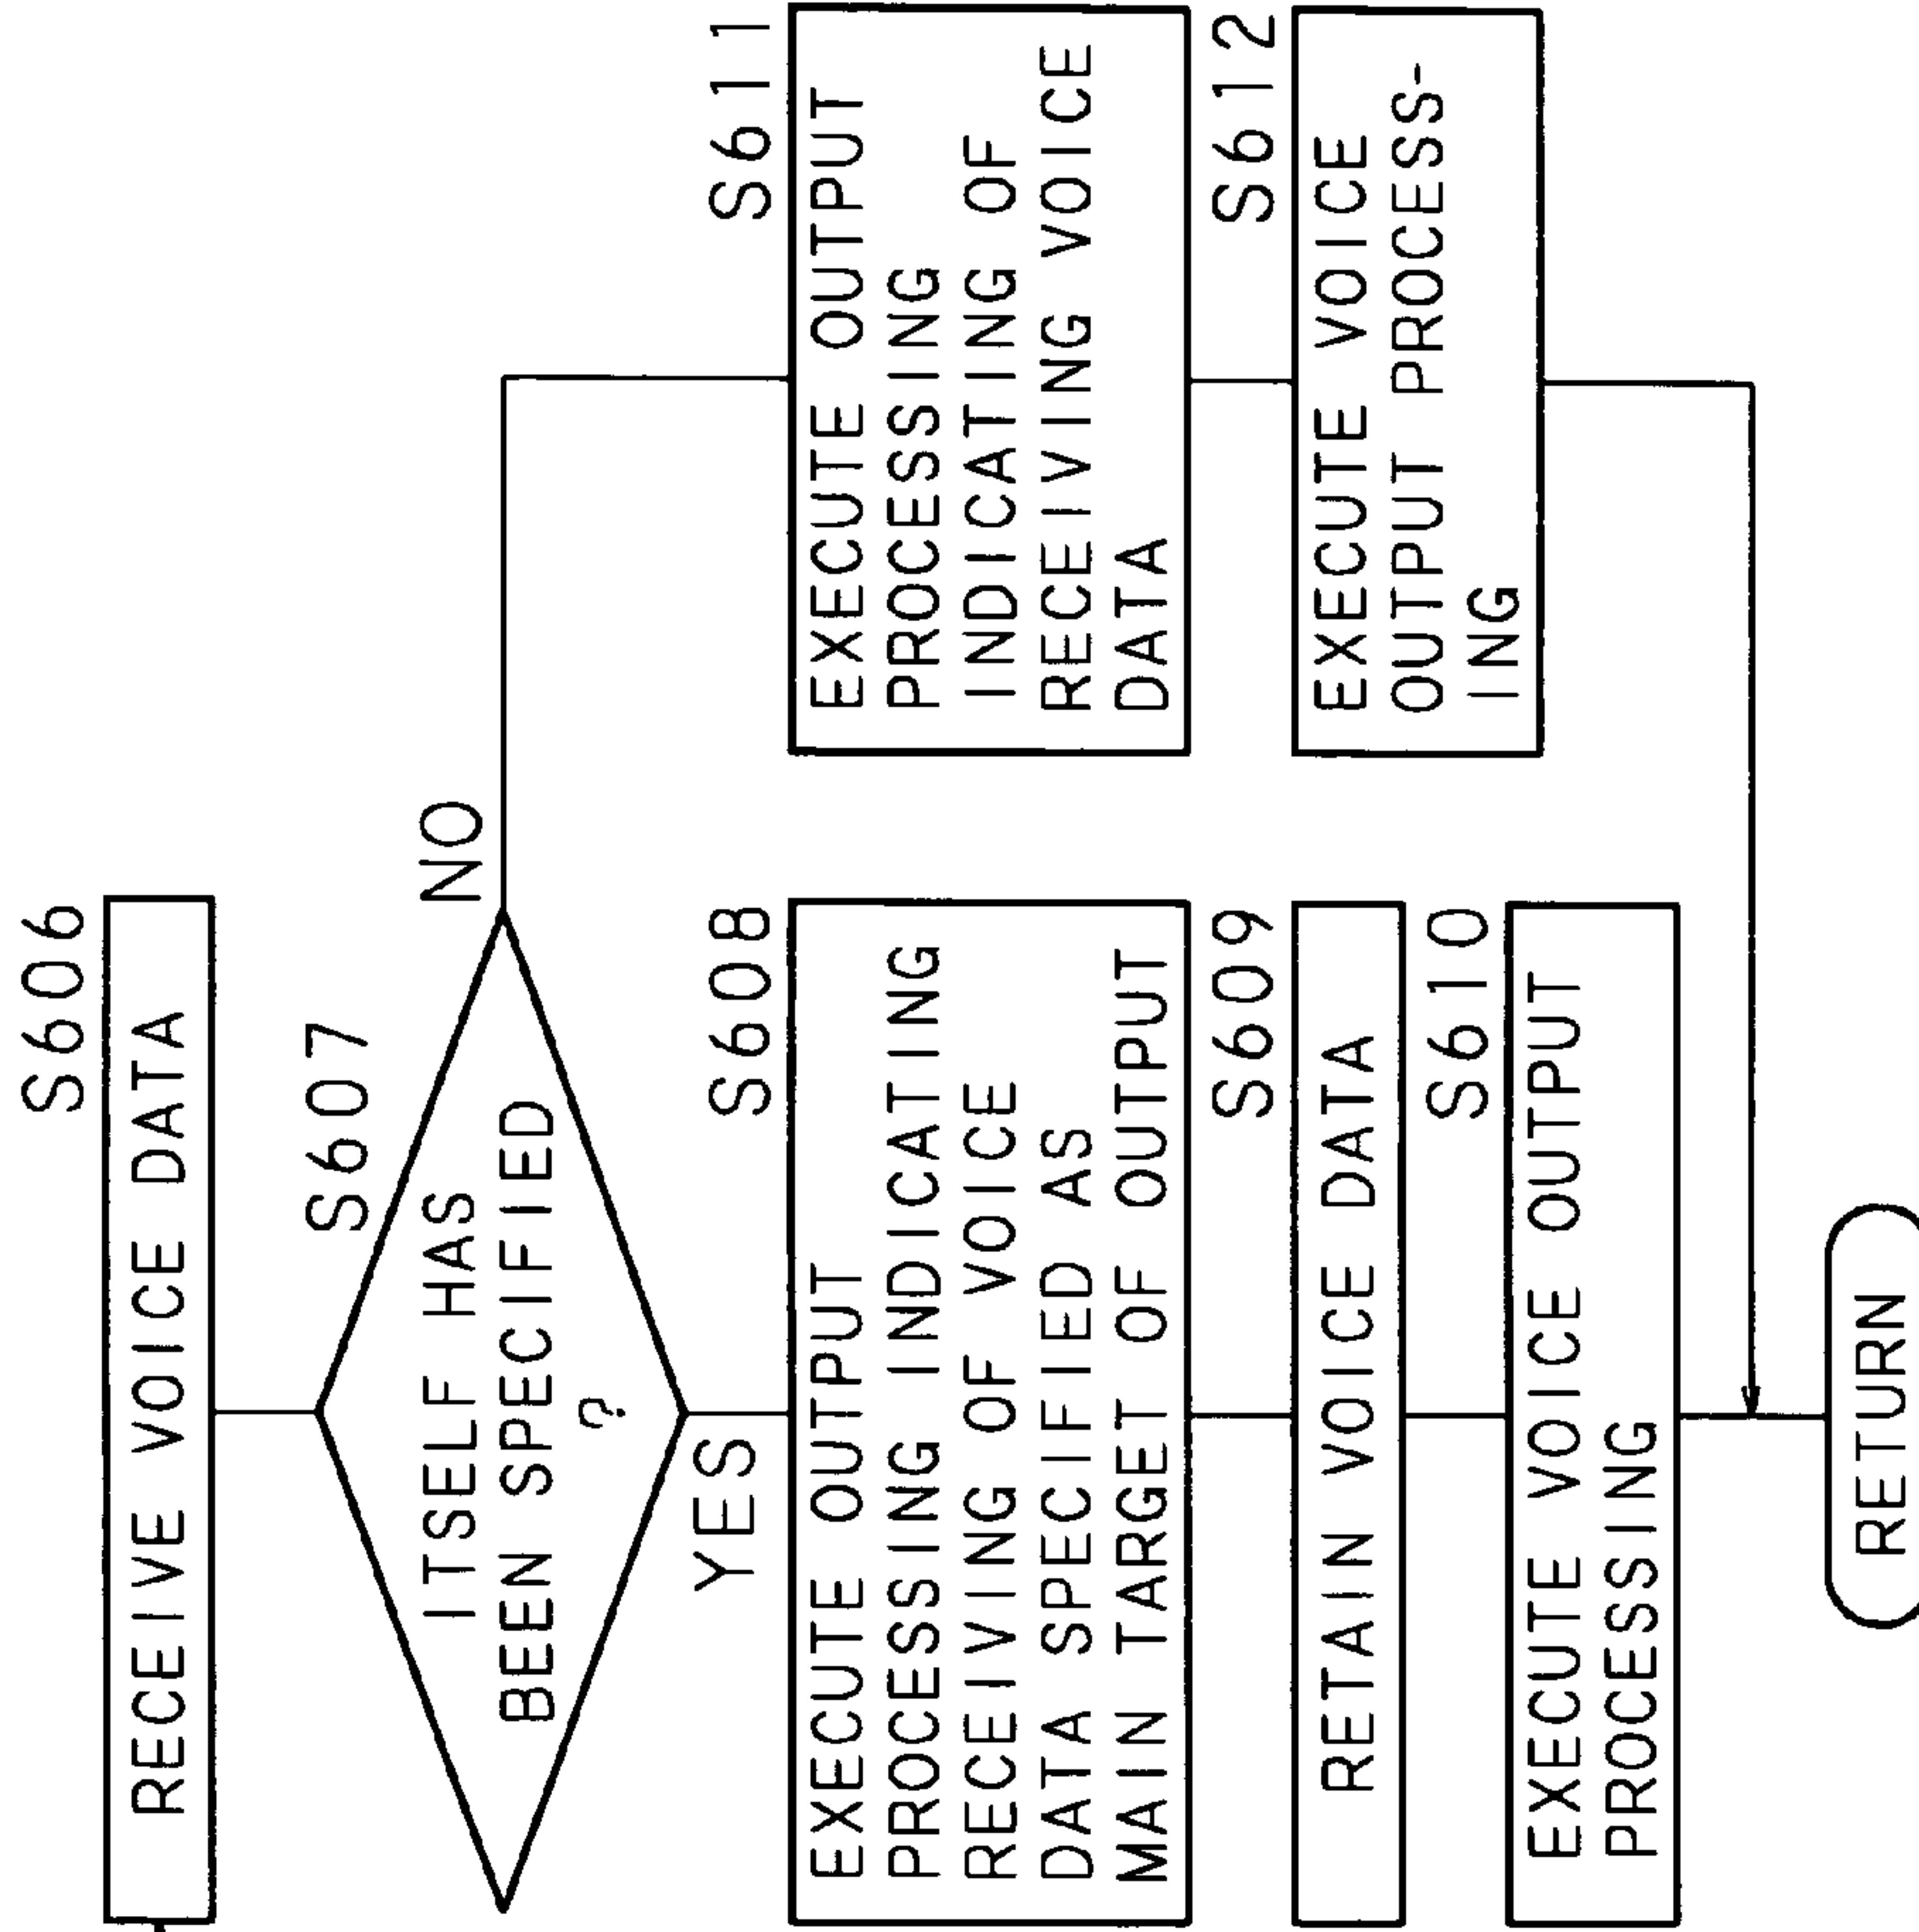 S606
RECEIVE VOICE DATA
S607
ITSELF HAS
BEEN SPECIFIED
?
NO
YES
S608
EXECUTE OUTPUT
PROCESSING INDICATING
RECEIVING OF VOICE
DATA SPECIFIED AS
MAIN TARGET OF OUTPUT
S609
RETAIN VOICE DATA
S610
EXECUTE VOICE OUTPUT
PROCESSING
S611
EXECUTE OUTPUT
PROCESSING
INDICATING OF
RECEIVING VOICE
DATA
S612
EXECUTE VOICE
OUTPUT PROCESS-
ING
RETURN